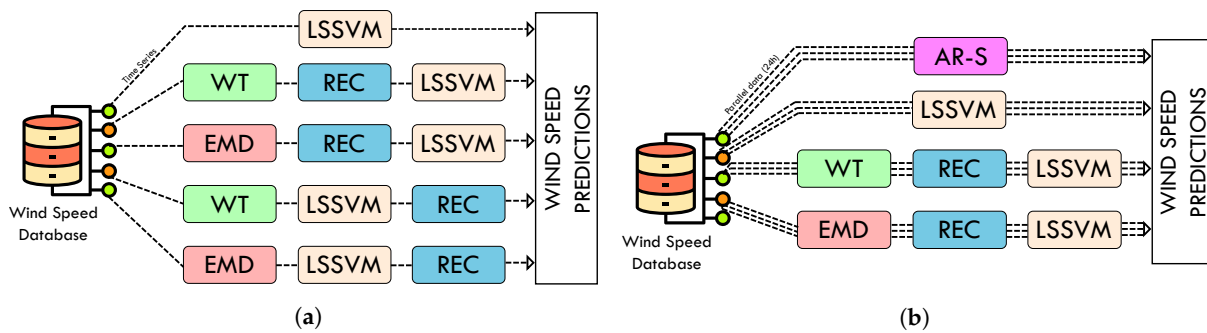 Time Series
LSSVM
WT REC LSSVM
EMD REC LSSVM
WT LSSVM REC
EMD LSSVM REC
Wind Speed
Database
WIND SPEED
PREDICTIONS
(a)
Parallel data (24h)
AR-S
LSSVM
WT REC LSSVM
EMD REC LSSVM
Wind Speed
Database
WIND SPEED
PREDICTIONS
(b)